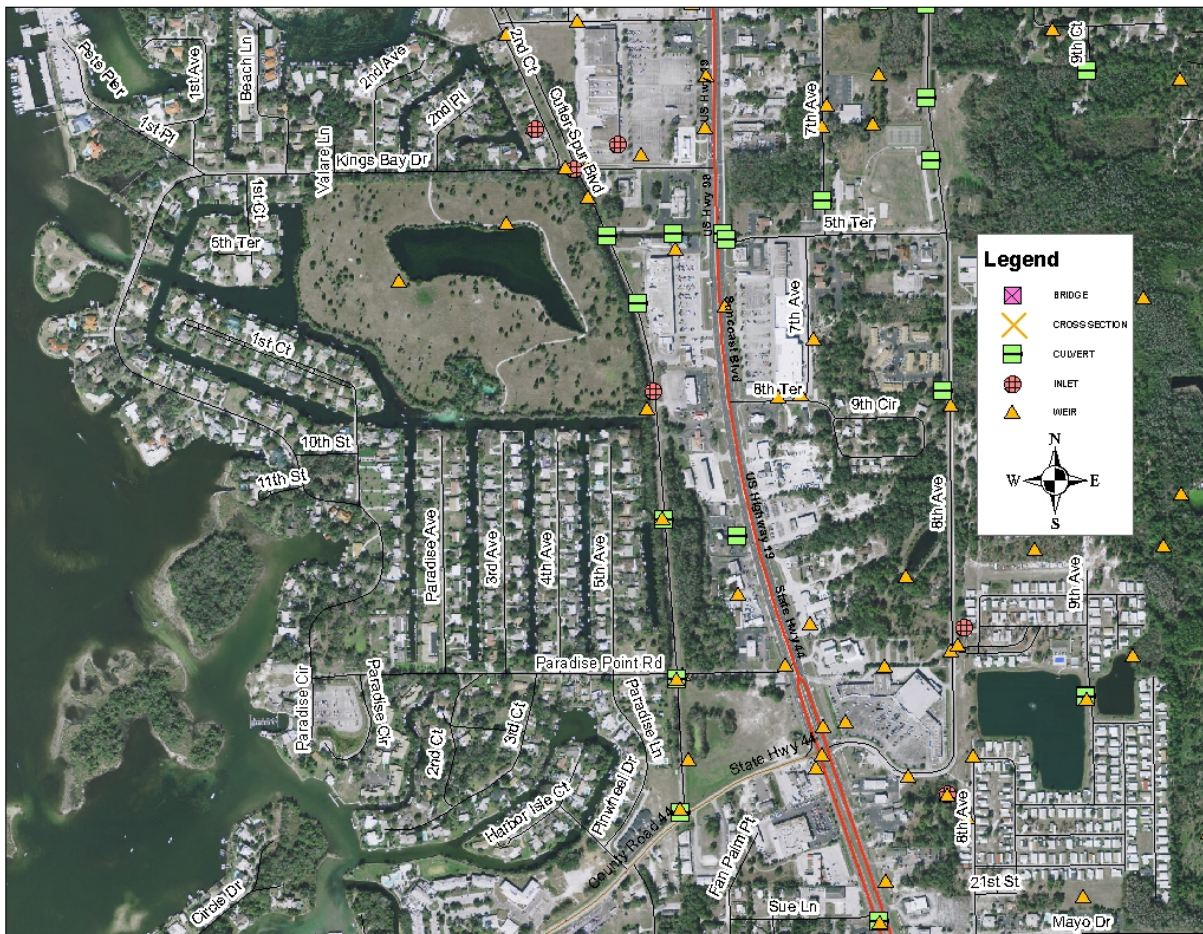 Pete Pier
1st Ave
Beach Ln
2nd Ave
2nd Ct
Cutler Spur Blvd
US Hwy 19
7th Ave
9th Ct
1st Pl
Valare Ln
2nd Pl
Kings Bay Dr
1st Ct
5th Ter
US Hwy 98
5th Ter
Legend
BRIDGE
CROSS SECTION
CULVERT
INLET
WEIR
N
W
E
S
1st Ct
Suncoast Blvd
7th Ave
8th Ter
9th Cir
10th St
11th St
Paradise Ave
3rd Ave
4th Ave
5th Ave
US Highway 19
8th Ave
State Hwy 44
9th Ave
Paradise Point Rd
Paradise Cir
Paradise Cir
2nd Ct
3rd Ct
Paradise Ln
State Hwy 44
Harbor Isle Ct
Pinwheel Dr
County Road 44
Fan Palm Pt
8th Ave
Circle Dr
21st St
Sue Ln
Mayo Dr